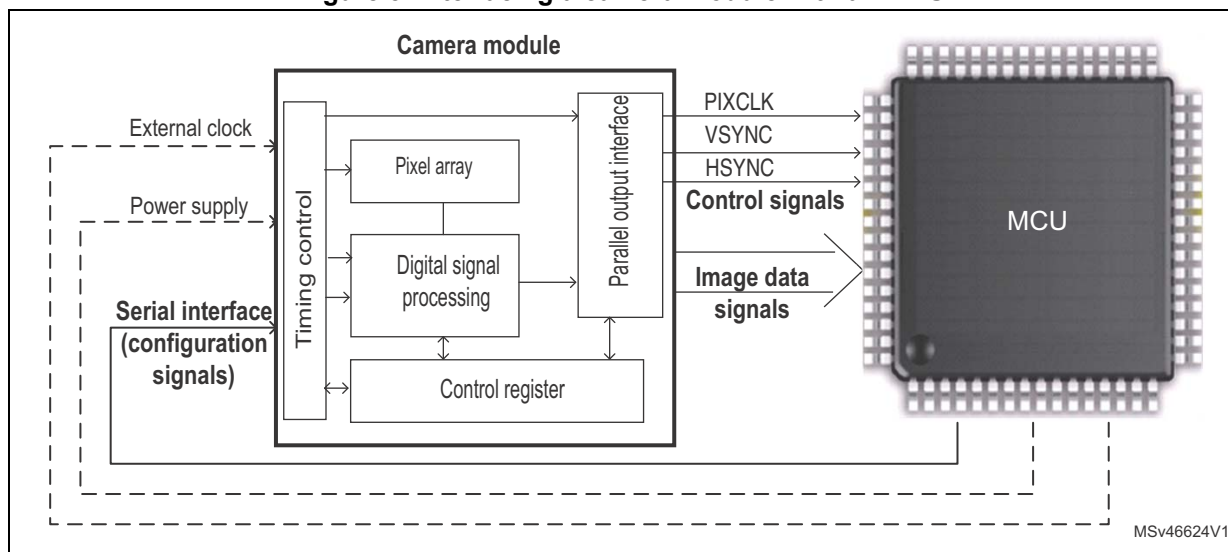 Camera module
External clock
Power supply
Serial interface
(configuration
signals)
Timing control
Pixel array
Digital signal
processing
Control register
Parallel output interface
PIXCLK
VSYNC
HSYNC
Control signals
Image data
signals
MCU
MSv46624V1